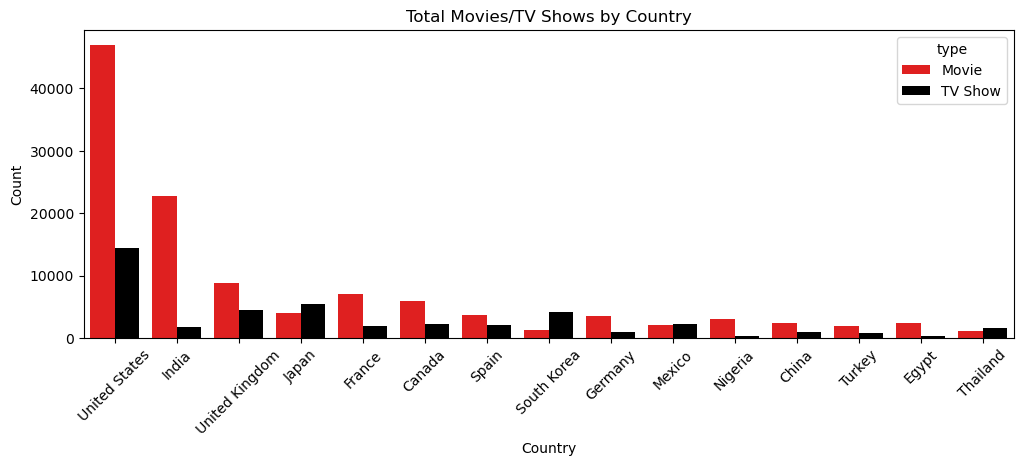 Total Movies/TV Shows by Country
type
Movie
TV Show
Count
40000
30000
20000
10000
0
United States
India
United Kingdom
Japan
France
Canada
Spain
South Korea
Germany
Mexico
Nigeria
China
Turkey
Egypt
Thailand
Country